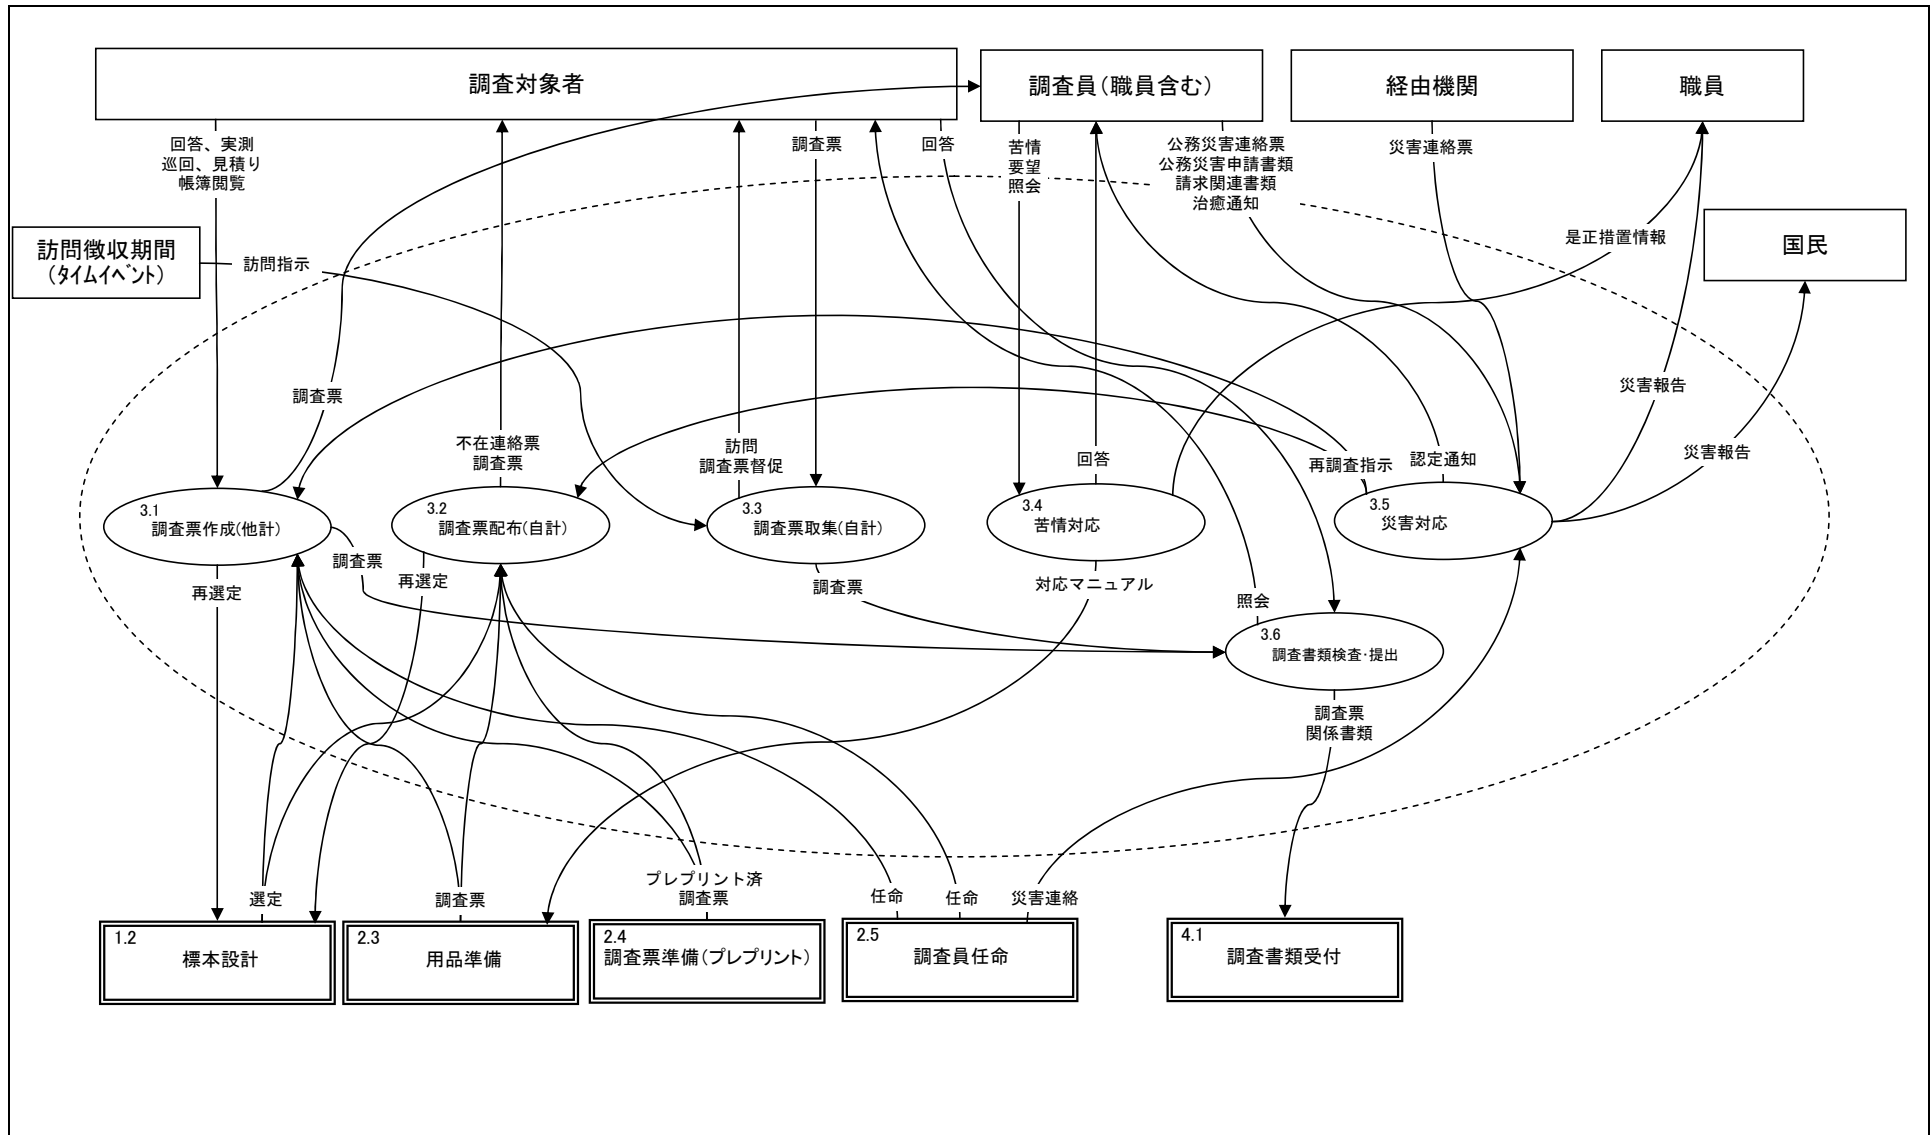 調査対象者
調査員(職員含む)
経由機関
職員
回答、実測
巡回、見積り
帳簿閲覧
調査票
回答
苦情
要望
照会
公務災害連絡票
公務災害申請書類
請求関連書類
治癒通知
災害連絡票
訪問徴収期間
(タイムイベント)
訪問指示
是正措置情報
国民
調査票
不在連絡票
調査票
訪問
調査票督促
回答
再調査指示
認定通知
災害報告
災害報告
3.1
調査票作成(他計)
3.2
調査票配布(自計)
3.3
調査票取集(自計)
3.4
苦情対応
3.5
災害対応
再選定
調査票
再選定
調査票
対応マニュアル
照会
3.6
調査書類検査・提出
調査票
関係書類
選定
調査票
プレプリント済
調査票
任命
任命
災害連絡
1.2
標本設計
2.3
用品準備
2.4
調査票準備(プレプリント)
2.5
調査員任命
4.1
調査書類受付